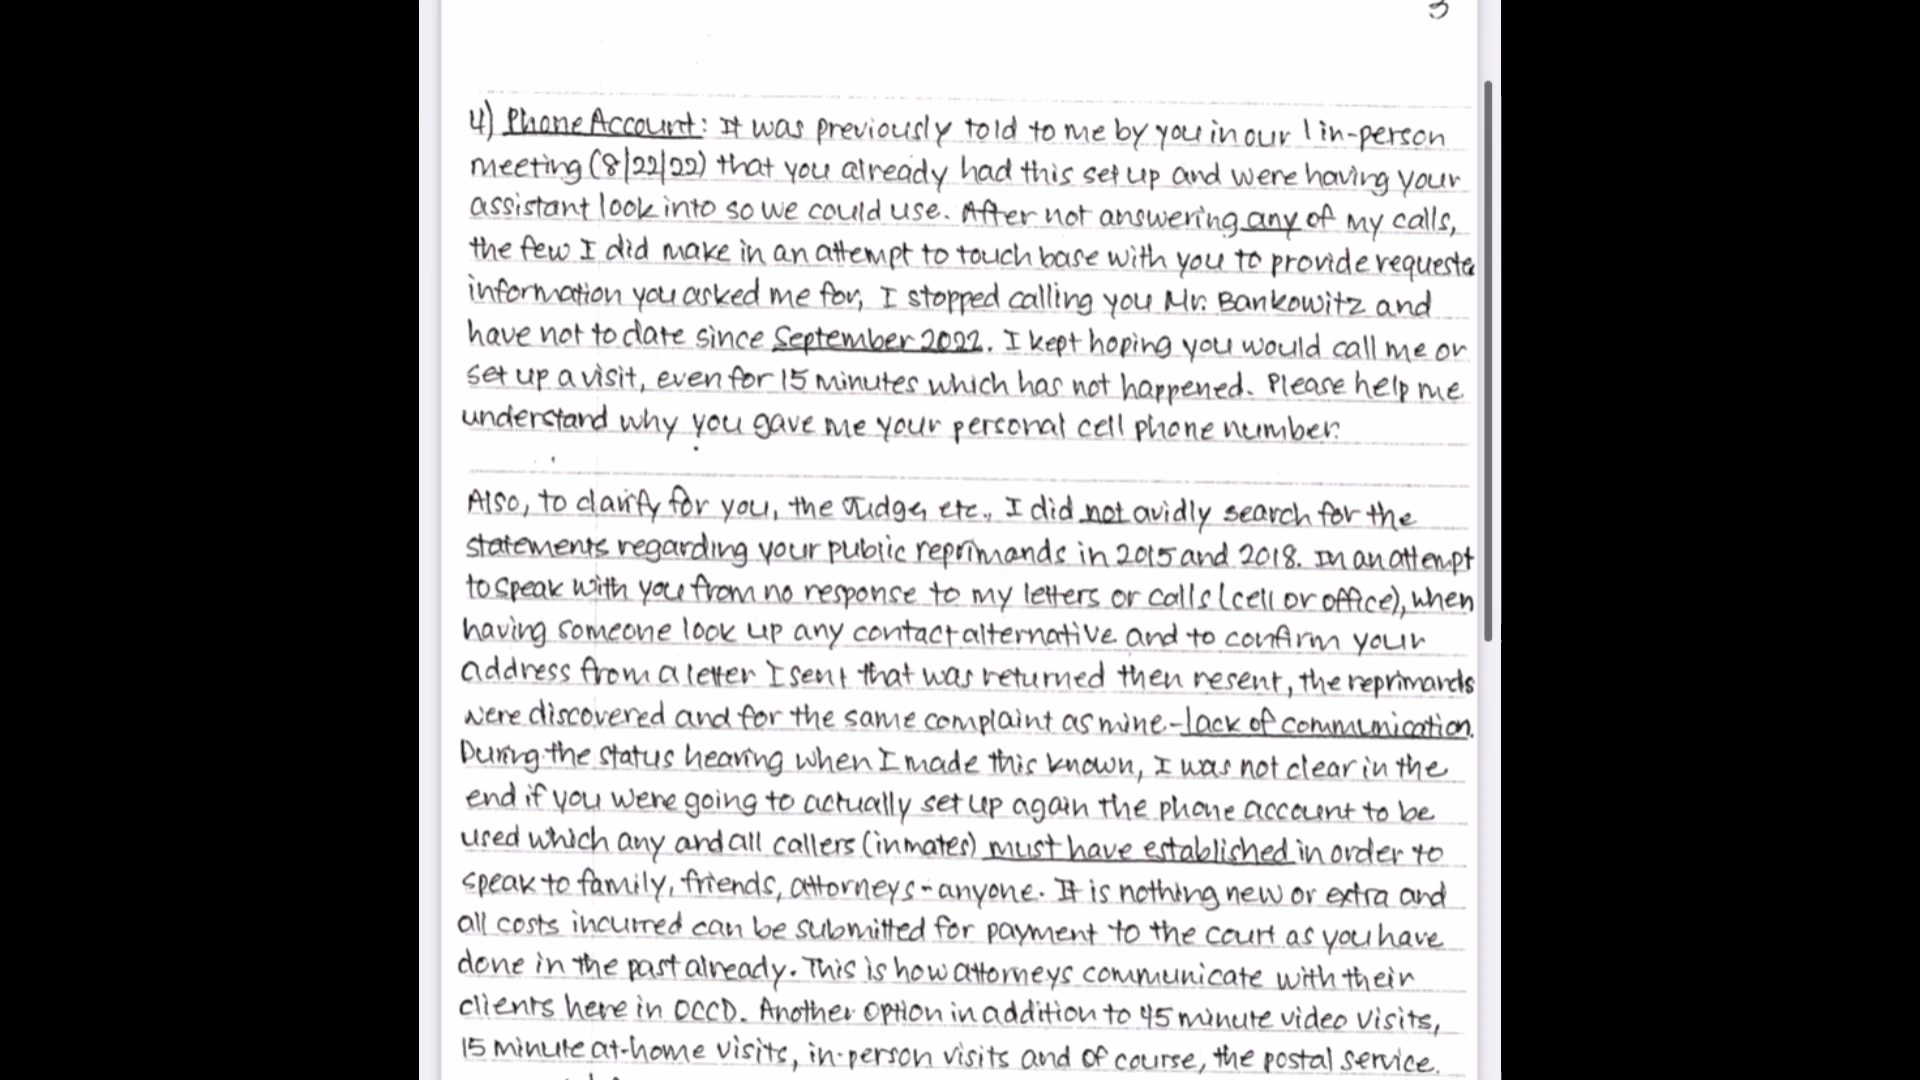 3
4) Phone Account: It was previously told to me by you in our 1 in-person
meeting (8/22/22) that you already had this set up and were having your
assistant look into so we could use. After not answering any of my calls,
the few I did make in an attempt to touch base with you to provide requeste
information you asked me for, I stopped calling you Mr. Bankowitz and
have not to date since September 2022. I kept hoping you would call me or
set up a visit, even for 15 minutes which has not happened. Please help me
understand why you gave me your personal cell phone number.
Also, to clarify for you, the Judge, etc., I did not avidly search for the
statements regarding your public reprimands in 2015 and 2018. In an attempt
to speak with you from no response to my letters or calls (cell or office), when
having someone look up any contact alternative and to confirm your
address from a letter I sent that was returned then resent, the reprimands
were discovered and for the same complaint as mine - lack of communication.
During the status hearing when I made this known, I was not clear in the
end if you were going to actually set up again the phone account to be
used which any and all callers (inmates) must have established in order to
speak to family, friends, attorneys - anyone. It is nothing new or extra and
all costs incurred can be submitted for payment to the court as you have
done in the past already. This is how attorneys communicate with their
clients here in OCCD. Another option in addition to 45 minute video visits,
15 minute at-home visits, in-person visits and of course, the postal service.